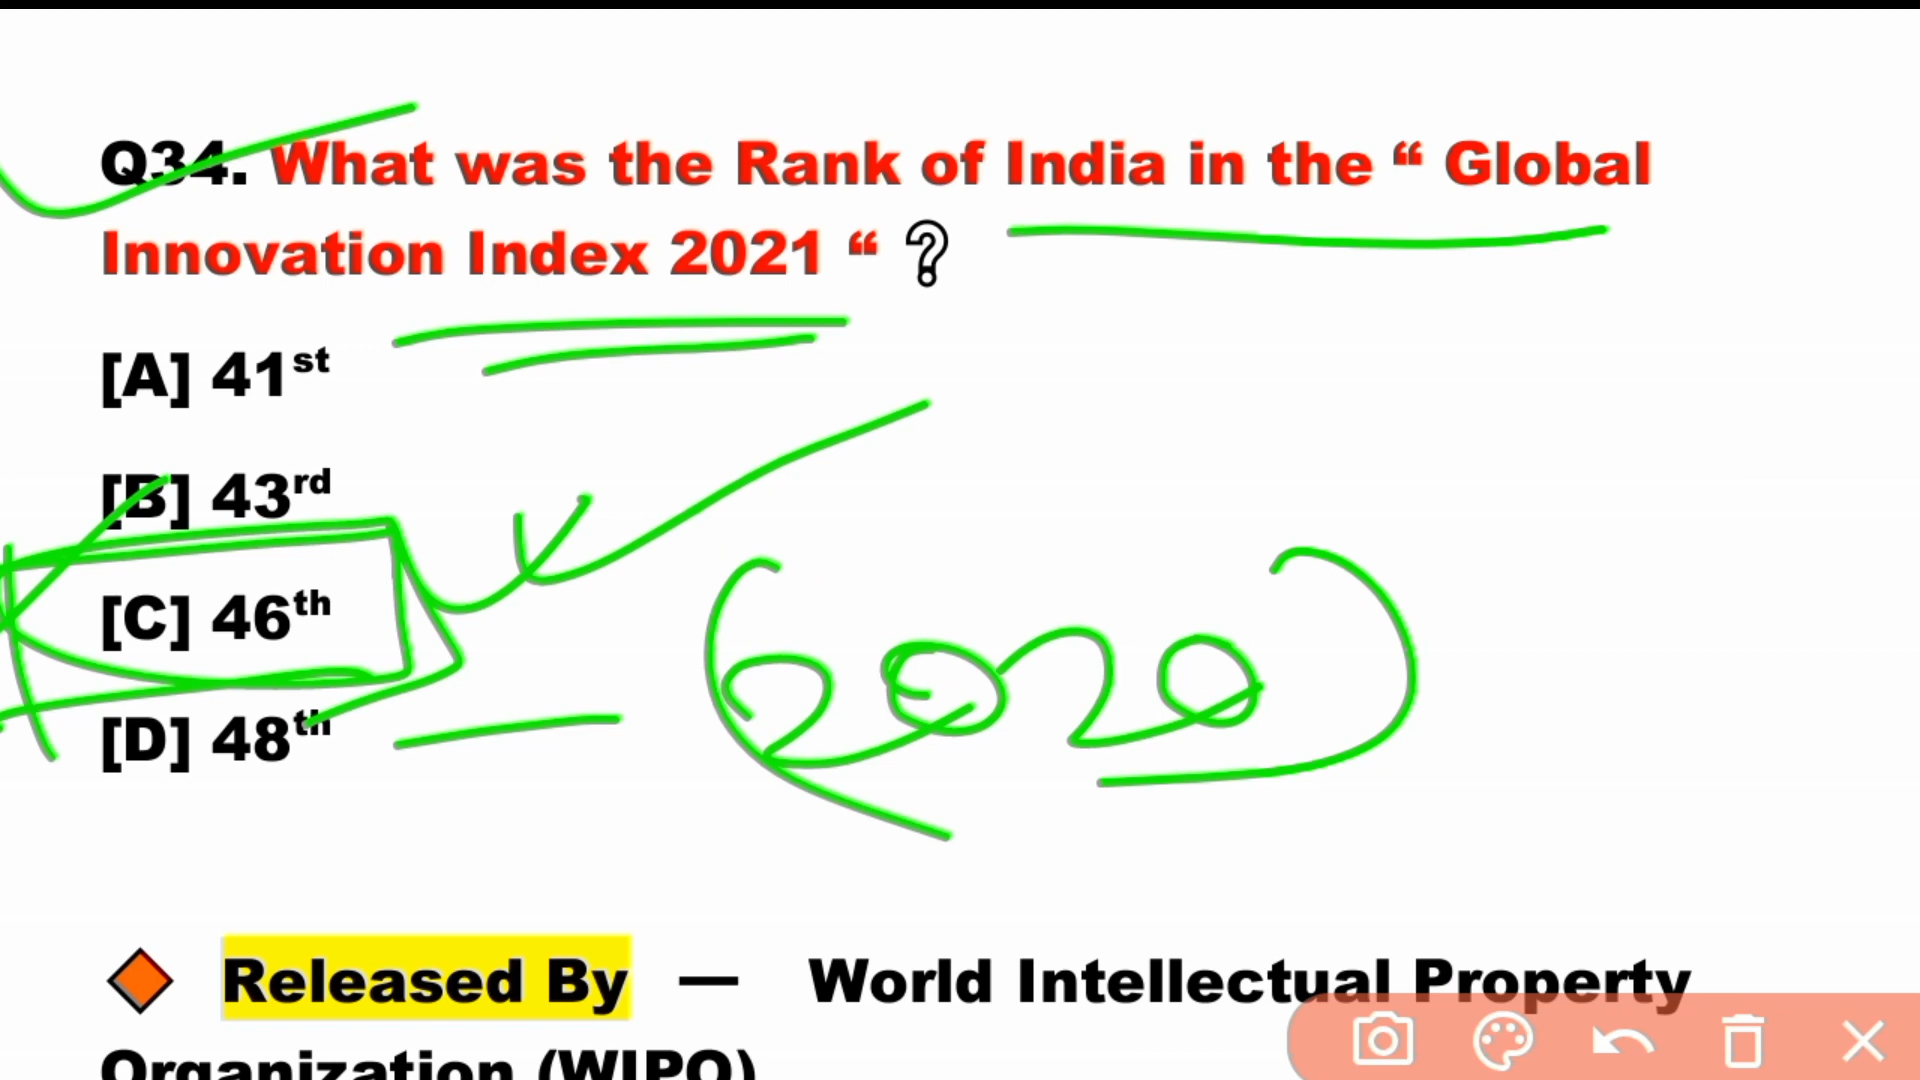 Q34. What was the Rank of India in the “ Global
Innovation Index 2021 “ ?
[A] 41st
[B] 43rd
[C] 46th
[D] 48th
(2020)
Released By — World Intellectual Property
Organization (WIPO)